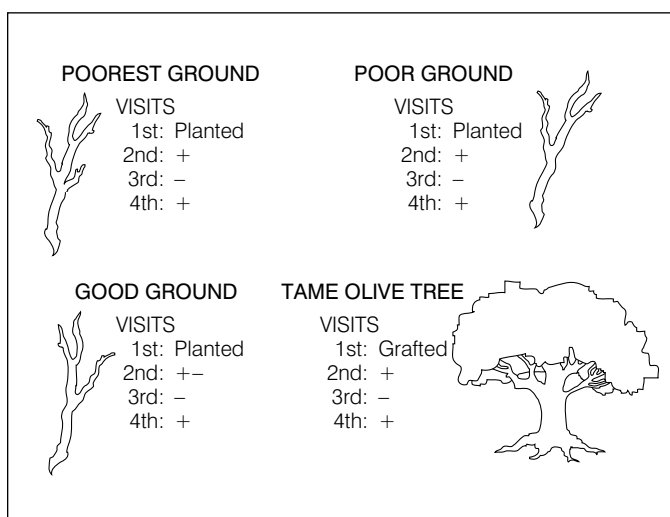 POOREST GROUND
VISITS
1st: Planted
2nd: +
3rd: –
4th: +
POOR GROUND
VISITS
1st: Planted
2nd: +
3rd: –
4th: +
GOOD GROUND
VISITS
1st: Planted
2nd: +–
3rd: –
4th: +
TAME OLIVE TREE
VISITS
1st: Grafted
2nd: +
3rd: –
4th: +